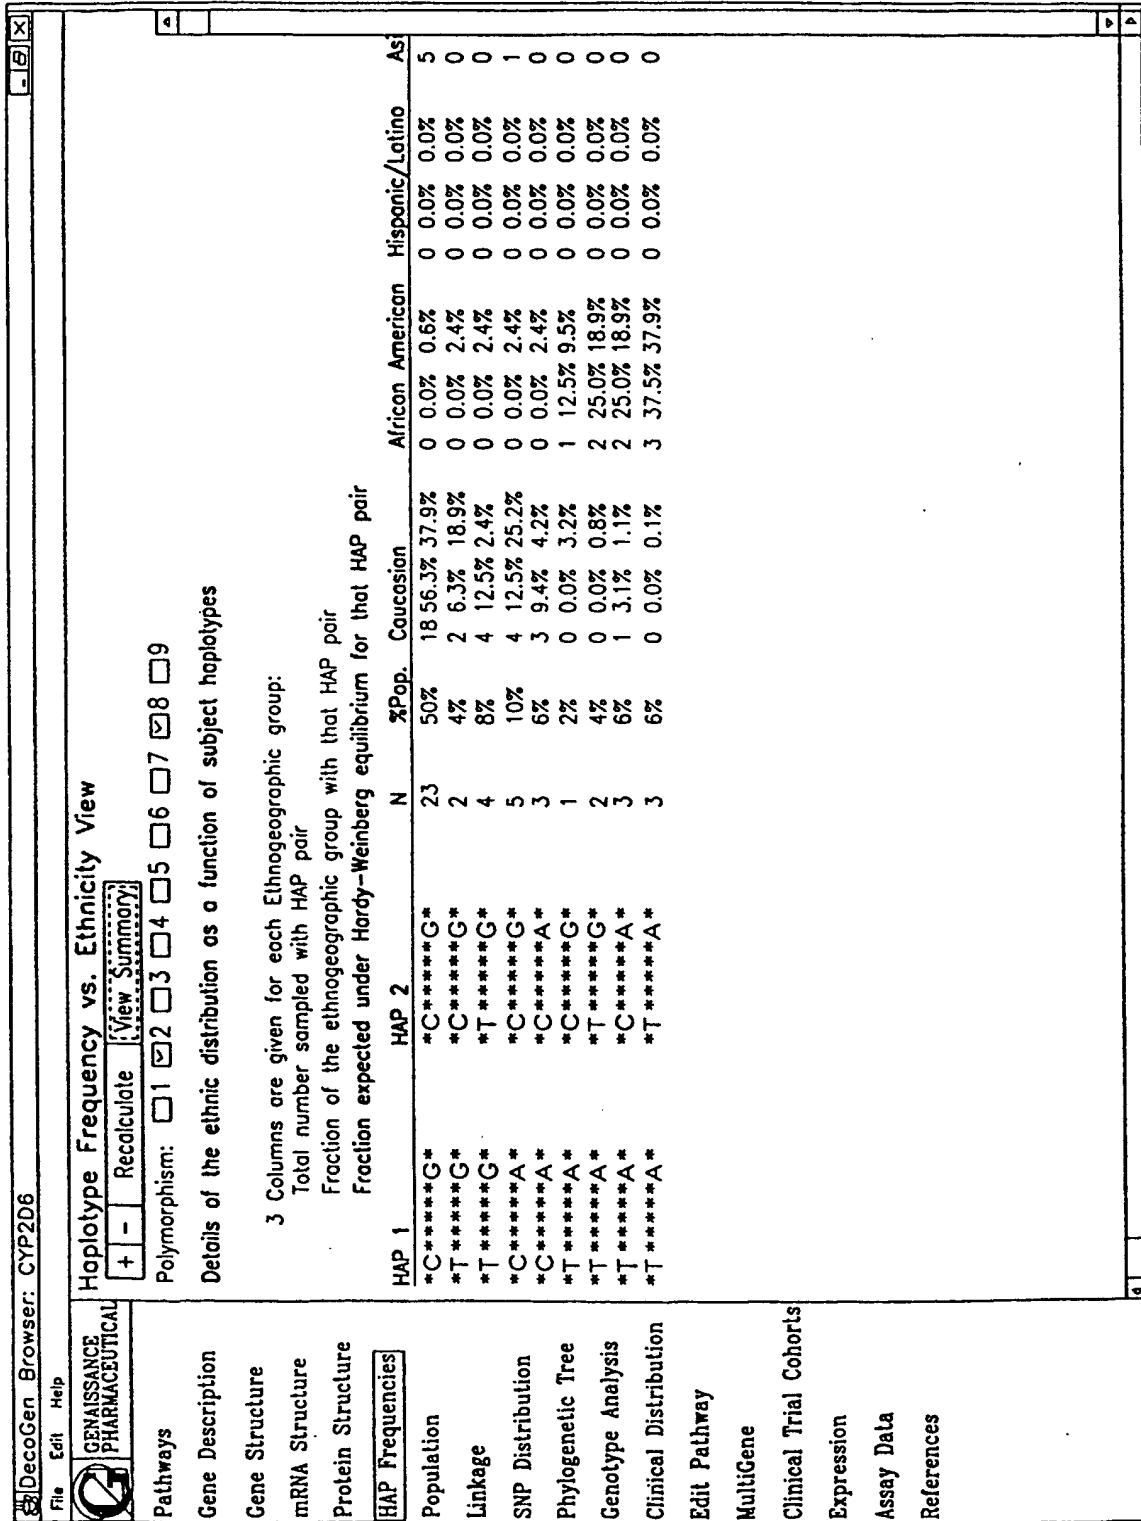 DecoGen Browser: CYP2D6
File Edit Help
G GENAISSANCE PHARMACEUTICAL
Pathways
Gene Description
Gene Structure
mRNA Structure
Protein Structure
HAP Frequencies
Population
Linkage
SNP Distribution
Phylogenetic Tree
Genotype Analysis
Clinical Distribution
Edit Pathway
MultiGene
Clinical Trial Cohorts
Expression
Assay Data
References
Haplotype Frequency vs. Ethnicity View
+ - Recalculate View Summary
Polymorphism: 1 2 3 4 5 6 7 8 9
Details of the ethnic distribution as a function of subject haplotypes
3 Columns are given for each Ethnogeographic group:
Total number sampled with HAP pair
Fraction of the ethnogeographic group with that HAP pair
Fraction expected under Hardy-Weinberg equilibrium for that HAP pair
HAP 1 HAP 2 N %Pop. Caucasion African American Hispanic/Latino Asi
*C*****G* *C*****G* 23 50% 18 56.3% 37.9% 0 0.0% 0.6% 0 0.0% 0.0% 5
*T*****G* *C*****G* 2 4% 2 6.3% 18.9% 0 0.0% 2.4% 0 0.0% 0.0% 0
*T*****G* *T*****G* 4 8% 4 12.5% 2.4% 0 0.0% 2.4% 0 0.0% 0.0% 0
*C*****A* *C*****G* 5 10% 4 12.5% 25.2% 0 0.0% 2.4% 0 0.0% 0.0% 1
*C*****A* *C*****A* 3 6% 3 9.4% 4.2% 0 0.0% 2.4% 0 0.0% 0.0% 0
*T*****A* *C*****G* 1 2% 0 0.0% 3.2% 1 12.5% 9.5% 0 0.0% 0.0% 0
*T*****A* *T*****G* 2 4% 0 0.0% 0.8% 2 25.0% 18.9% 0 0.0% 0.0% 0
*T*****A* *C*****A* 3 6% 1 3.1% 1.1% 2 25.0% 18.9% 0 0.0% 0.0% 0
*T*****A* *T*****A* 3 6% 0 0.0% 0.1% 3 37.5% 37.9% 0 0.0% 0.0% 0